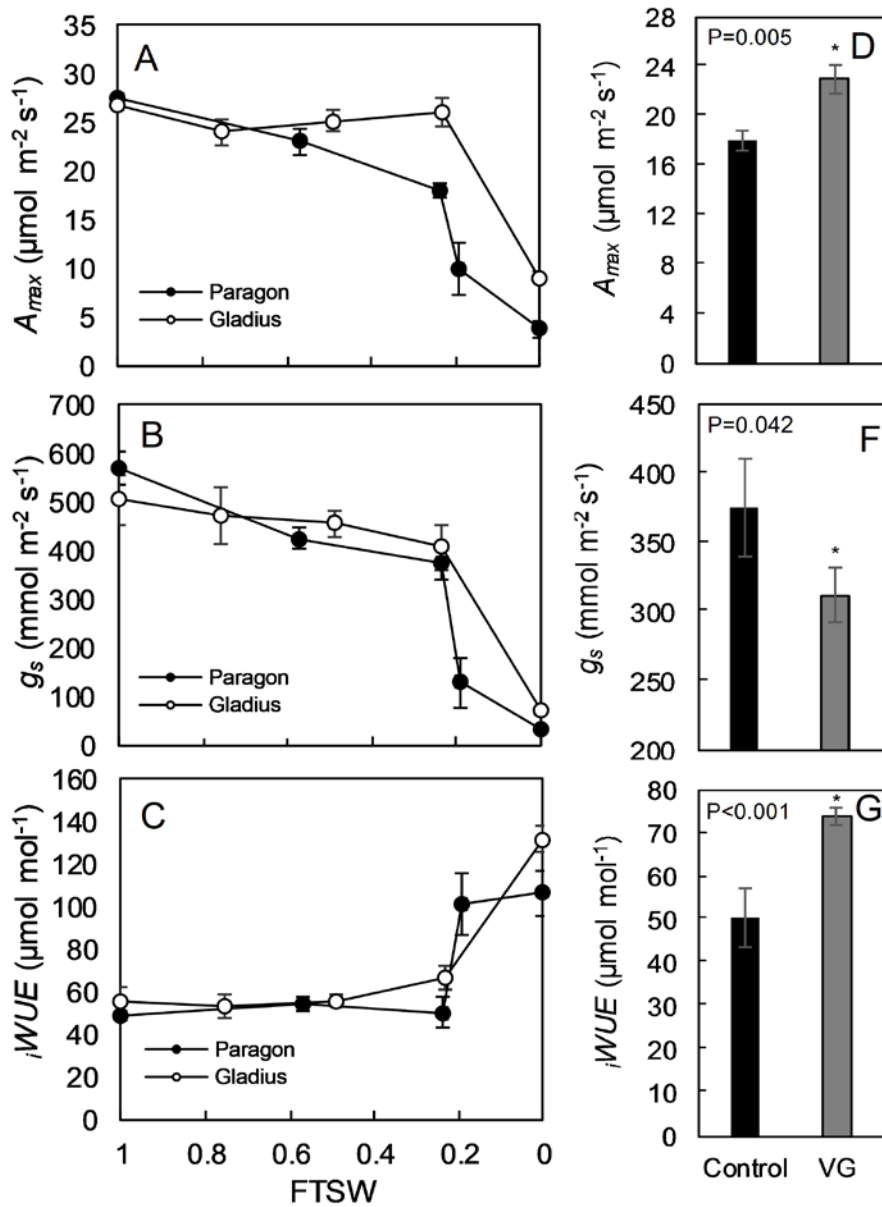 A
A_max (µmol m⁻² s⁻¹)
35
30
25
20
15
10
5
0
Paragon
Gladius
D
P=0.005
*
A_max (µmol m⁻² s⁻¹)
28
24
20
16
12
8
4
0
B
g_s (mmol m⁻² s⁻¹)
700
600
500
400
300
200
100
0
Paragon
Gladius
F
P=0.042
*
g_s (mmol m⁻² s⁻¹)
450
400
350
300
250
200
C
ᵢWUE (µmol mol⁻¹)
160
140
120
100
80
60
40
20
0
Paragon
Gladius
1 0.8 0.6 0.4 0.2 0
FTSW
G
P<0.001
*
ᵢWUE (µmol mol⁻¹)
80
70
60
50
40
30
20
10
0
Control VG